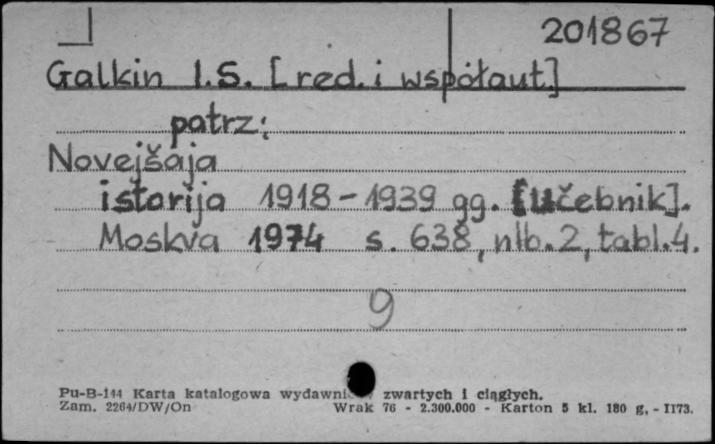 201867
Galkin I.S. [red. i współaut]
patrz:
Novejšaja
istorija 1918-1939 gg. [učebnik].
Moskva 1974 s. 638, nlb. 2, tabl. 4.
9
Pu-B-144 Karta katalogowa zwartych i ciągłych.
Zam. 2264/DW/On Wrak 76 - 2.300.000 - Karton 5 kl. 180 g. - 1173.